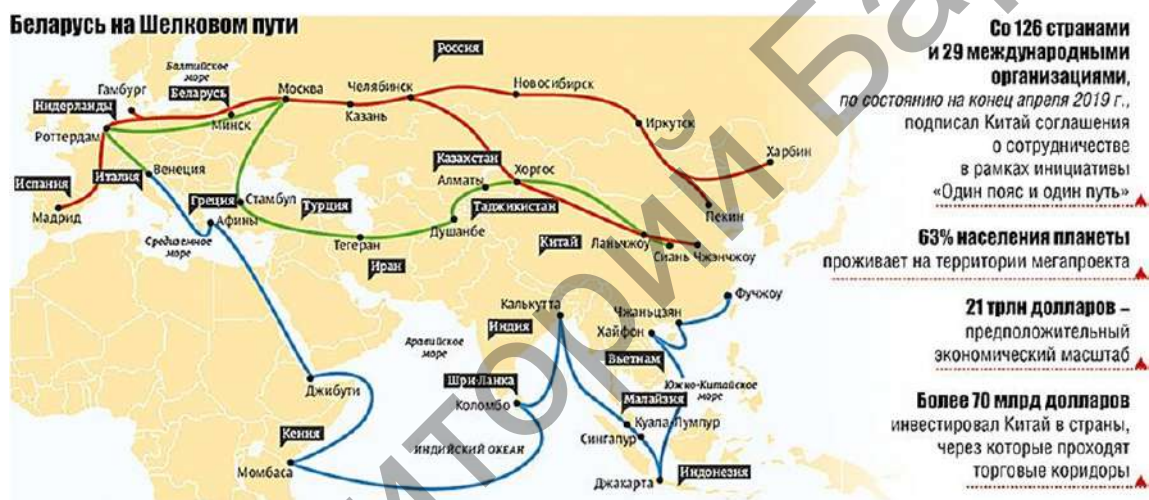 Беларусь на Шелковом пути
Россия
Балтийское
море
Гамбург
Беларусь
Москва
Челябинск
Новосибирск
Нидерланды
Роттердам
Минск
Казань
Иркутск
Харбин
Испания
Италия
Венеция
Казахстан
Хоргос
Алматы
Мадрид
Греция
Стамбул
Турция
Таджикистан
Пекин
Афины
Средиземное
море
Тегеран
Душанбе
Китай
Ланьчжоу
Сиань
Чжэнчжоу
Иран
Калькутта
Чжаньцзян
Фучжоу
Индия
Хайфон
Аравийское
море
Вьетнам
Шри-Ланка
Южно-Китайское
море
Джибути
Коломбо
Малайзия
Куала-Лумпур
Сингапур
Кения
ИНДИЙСКИЙ ОКЕАН
Момбаса
Джакарта
Индонезия
Со 126 странами
и 29 международными
организациями,
по состоянию на конец апреля 2019 г.,
подписал Китай соглашения
о сотрудничестве
в рамках инициативы
«Один пояс и один путь»
63% населения планеты
проживает на территории мегапроекта
21 трлн долларов –
предположительный
экономический масштаб
Более 70 млрд долларов
инвестировал Китай в страны,
через которые проходят
торговые коридоры